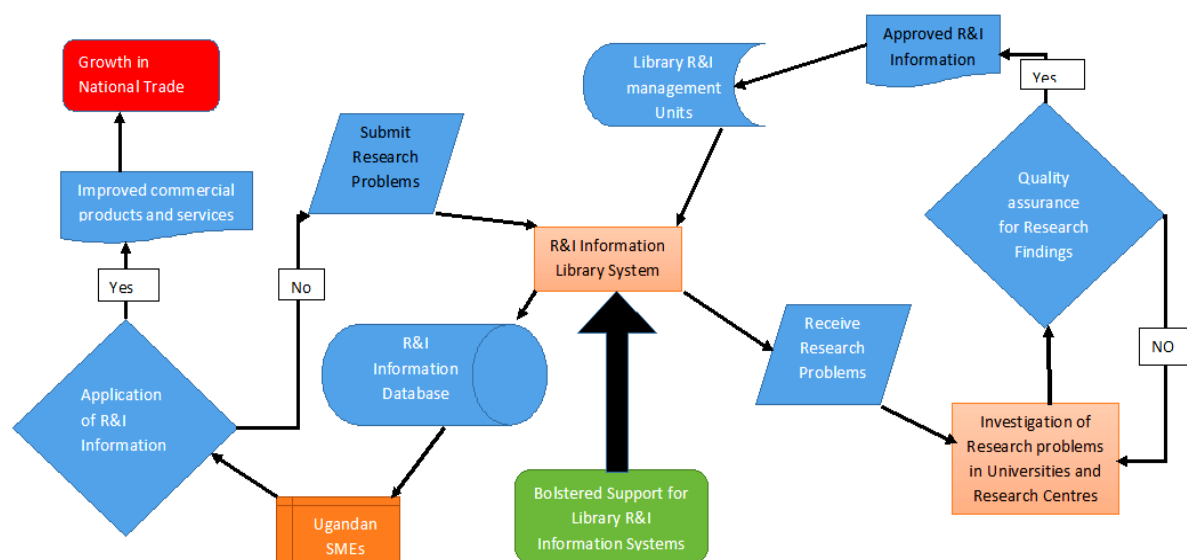 Growth in
National Trade
Improved commercial
products and services
Yes
Application
of R&I
Information
No
Submit
Research
Problems
R&I Information
Library System
R&I
Information
Database
Ugandan
SMEs
Bolstered Support for
Library R&I
Information Systems
Library R&I
management
Units
Approved R&I
Information
Yes
Quality
assurance
for Research
Findings
NO
Receive
Research
Problems
Investigation of
Research problems
in Universities and
Research Centres